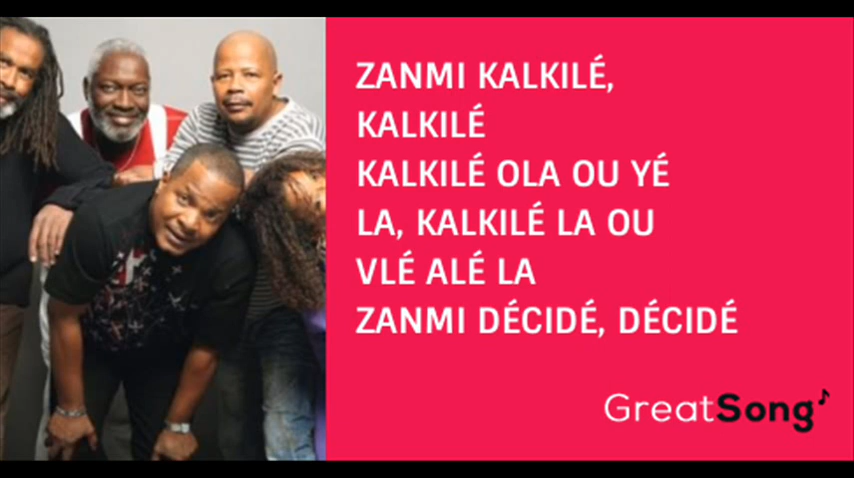 ZANMI KALKILÉ,
KALKILÉ
KALKILÉ OLA OU YÉ
LA, KALKILÉ LA OU
VLÉ ALÉ LA
ZANMI DÉCIDÉ, DÉCIDÉ
GreatSong